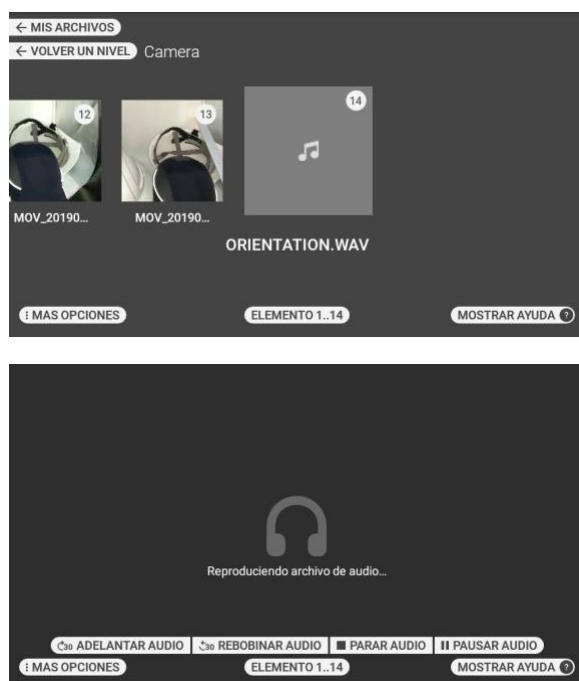 ← MIS ARCHIVOS
← VOLVER UN NIVEL Camera
12 13 14
MOV_20190... MOV_20190...
ORIENTATION.WAV
MAS OPCIONES ELEMENTO 1..14 MOSTRAR AYUDA ?
Reproduciendo archivo de audio...
30 ADELANTAR AUDIO 30 REBOBINAR AUDIO PARAR AUDIO PAUSAR AUDIO
MAS OPCIONES ELEMENTO 1..14 MOSTRAR AYUDA ?